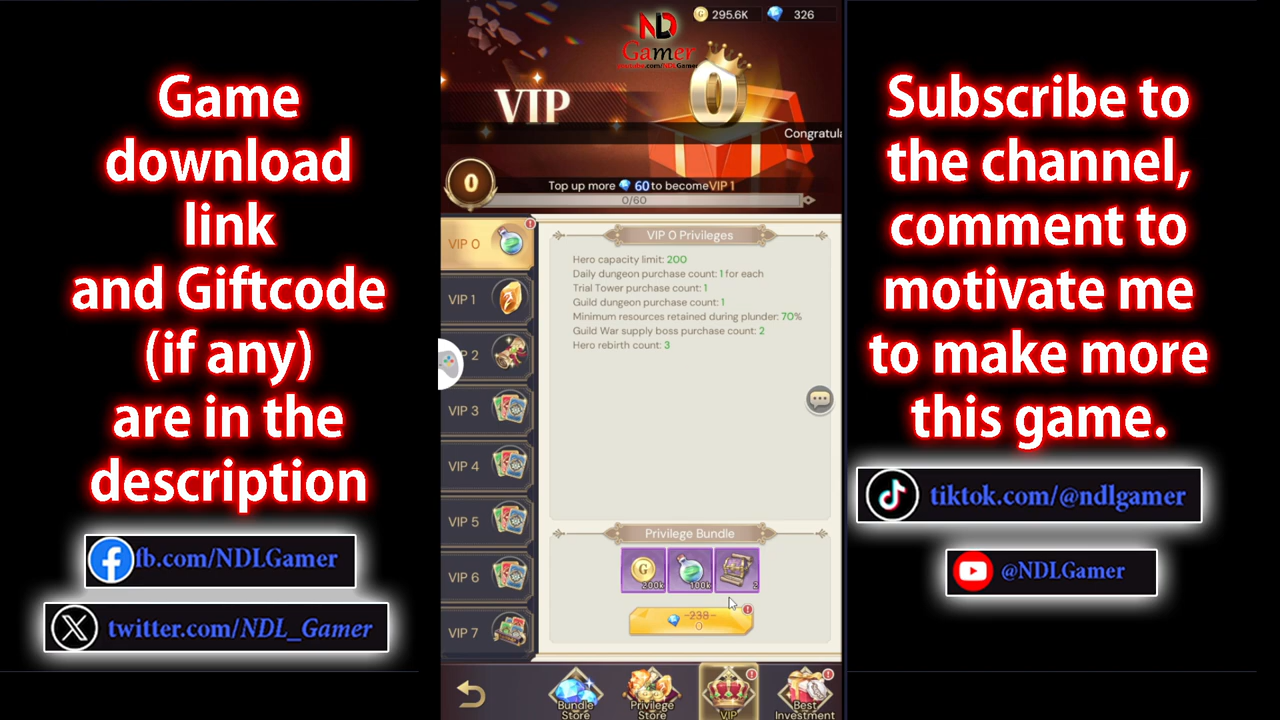 Game
download
link
and Giftcode
(if any)
are in the
description
fb.com/NDLGamer
twitter.com/NDL_Gamer
NDL
Gamer
295.6K
326
VIP
0
Congratul
0
Top up more 60 to become VIP 1
0/60
VIP 0
VIP 1
P 2
VIP 3
VIP 4
VIP 5
VIP 6
VIP 7
VIP 0 Privileges
Hero capacity limit: 200
Daily dungeon purchase count: 1 for each
Trial Tower purchase count: 1
Guild dungeon purchase count: 1
Minimum resources retained during plunder: 70%
Guild War supply boss purchase count: 2
Hero rebirth count: 3
Privilege Bundle
G
200k
100k
2
238
0
Bundle
Store
Privilege
Store
VIP
Best
Investment
Subscribe to
the channel,
comment to
motivate me
to make more
this game.
tiktok.com/@ndlgamer
@NDLGamer